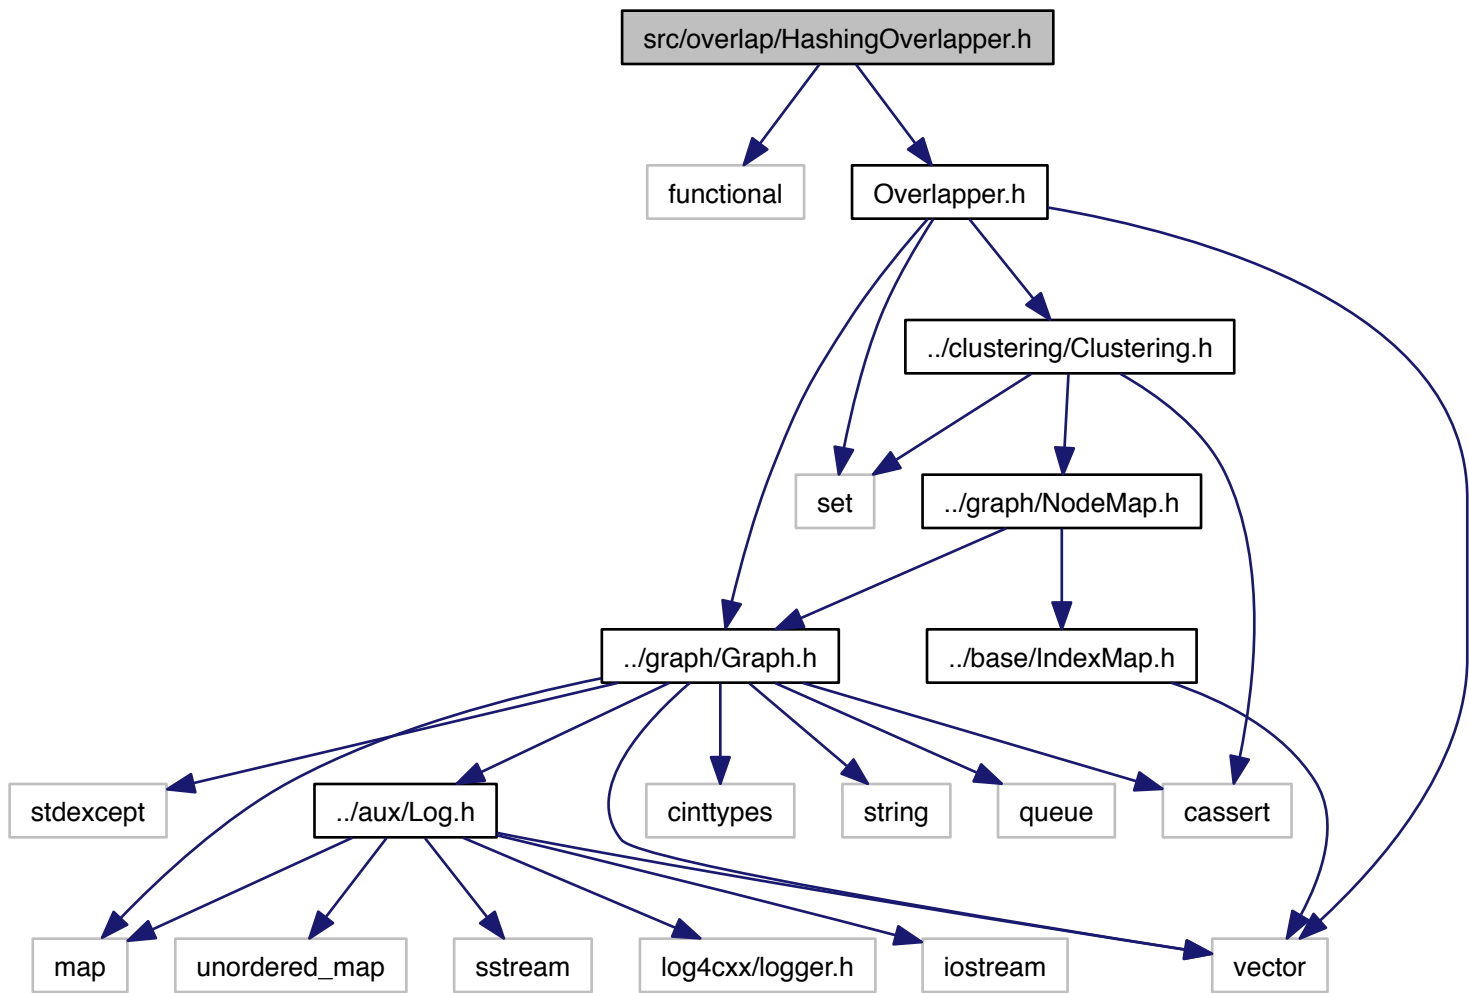 src/overlap/HashingOverlapper.h
functional
Overlapper.h
../clustering/Clustering.h
set
../graph/NodeMap.h
../graph/Graph.h
../base/IndexMap.h
stdexcept
../aux/Log.h
cinttypes
string
queue
cassert
map
unordered_map
sstream
log4cxx/logger.h
iostream
vector